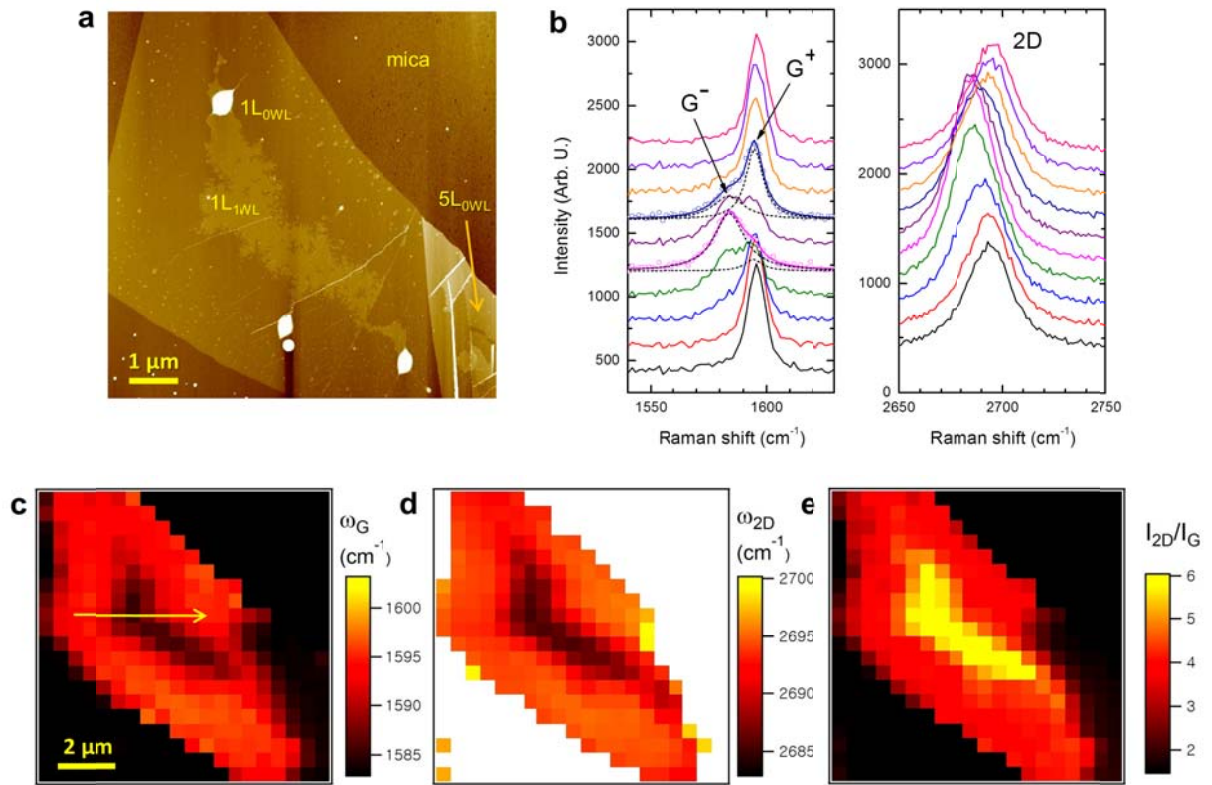 a
mica
1L0WL
1L1WL
5L0WL
1 μm
b
3000
2500
2000
1500
1000
500
Intensity (Arb. U.)
G−
G+
1550
1600
Raman shift (cm-1)
2D
3000
2000
1000
0
2650
2700
2750
Raman shift (cm-1)
c
2 μm
ωG
(cm-1)
1600
1595
1590
1585
d
ω2D
(cm-1)
2700
2695
2690
2685
e
I2D/IG
6
5
4
3
2